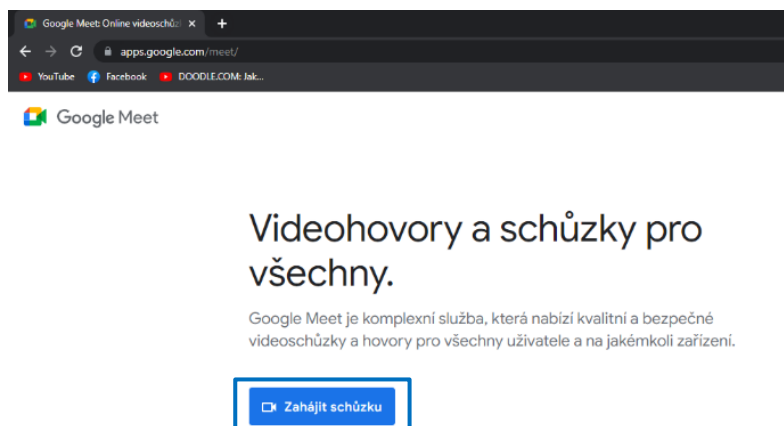 Google Meet: Online videoschůz
apps.google.com/meet/
YouTube Facebook DOODLE.COM: Jak...
Google Meet
Videohovory a schůzky pro
všechny.
Google Meet je komplexní služba, která nabízí kvalitní a bezpečné
videoschůzky a hovory pro všechny uživatele a na jakémkoli zařízení.
Zahájit schůzku